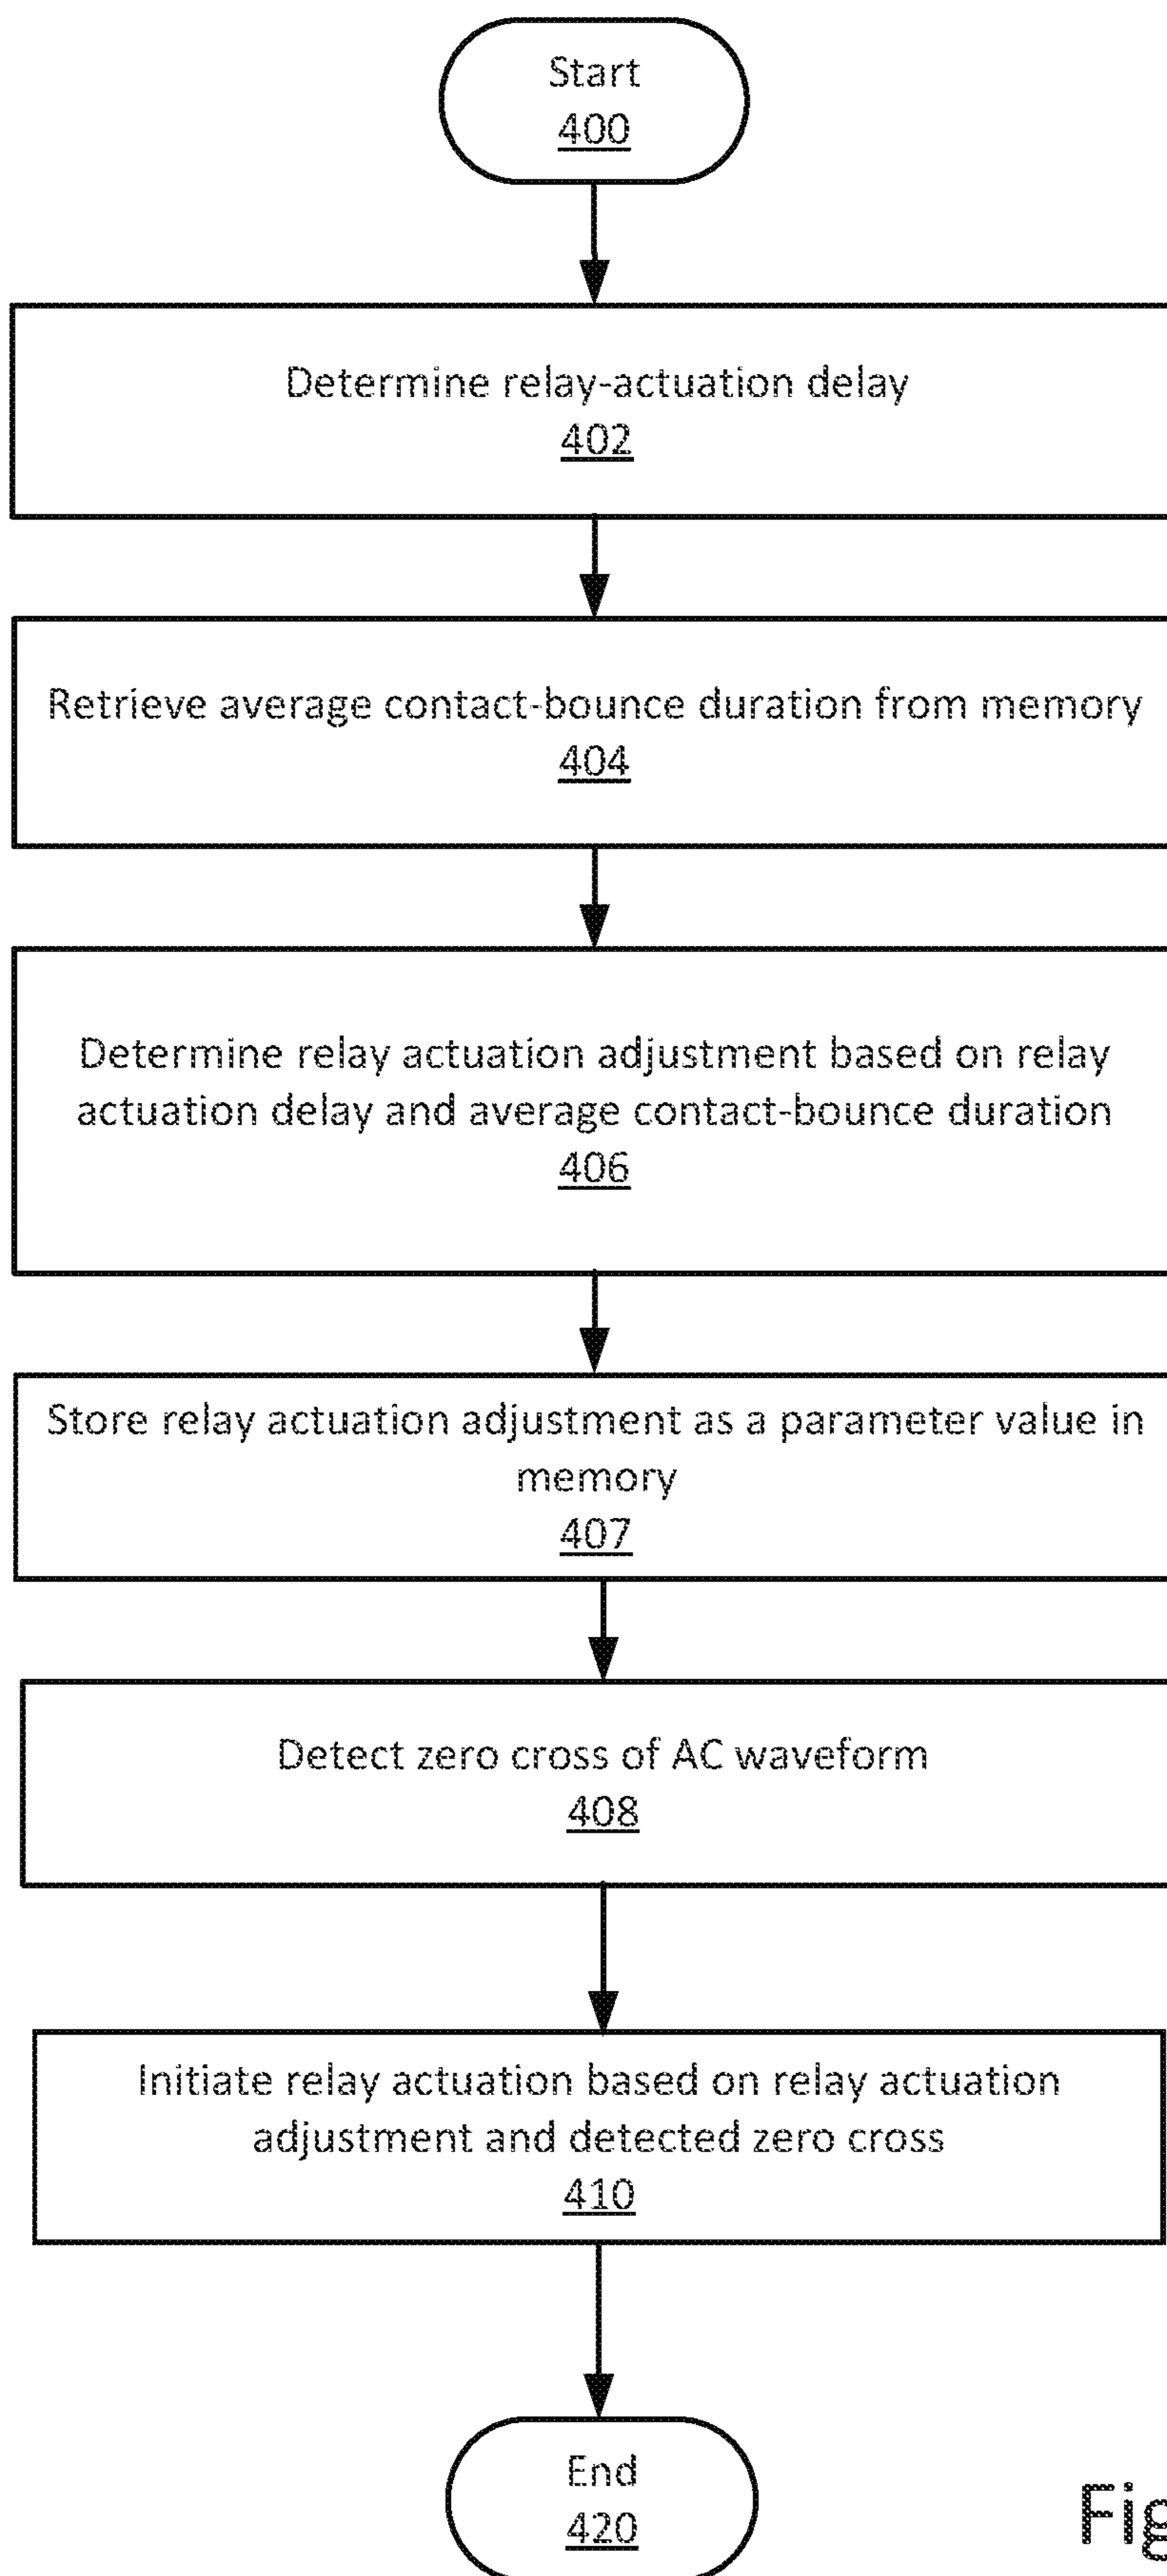 Start
400
Determine relay-actuation delay
402
Retrieve average contact-bounce duration from memory
404
Determine relay actuation adjustment based on relay
actuation delay and average contact-bounce duration
406
Store relay actuation adjustment as a parameter value in
memory
407
Detect zero cross of AC waveform
408
Initiate relay actuation based on relay actuation
adjustment and detected zero cross
410
End
420
Fig